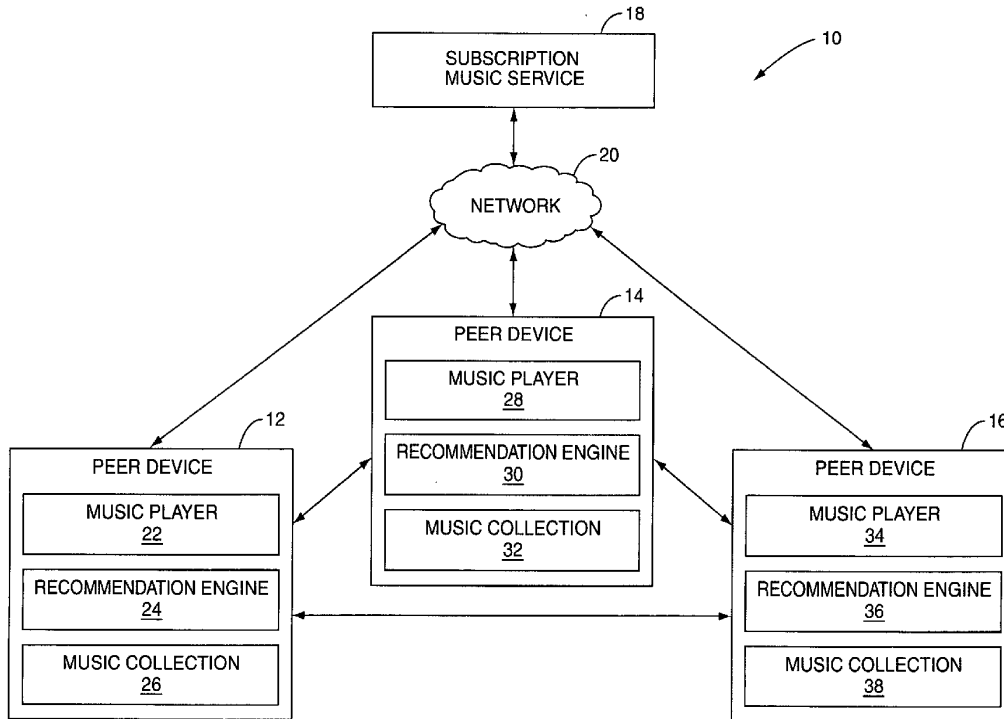 18
SUBSCRIPTION
MUSIC SERVICE
10
20
NETWORK
14
PEER DEVICE
MUSIC PLAYER
28
RECOMMENDATION ENGINE
30
MUSIC COLLECTION
32
12
PEER DEVICE
MUSIC PLAYER
22
RECOMMENDATION ENGINE
24
MUSIC COLLECTION
26
16
PEER DEVICE
MUSIC PLAYER
34
RECOMMENDATION ENGINE
36
MUSIC COLLECTION
38